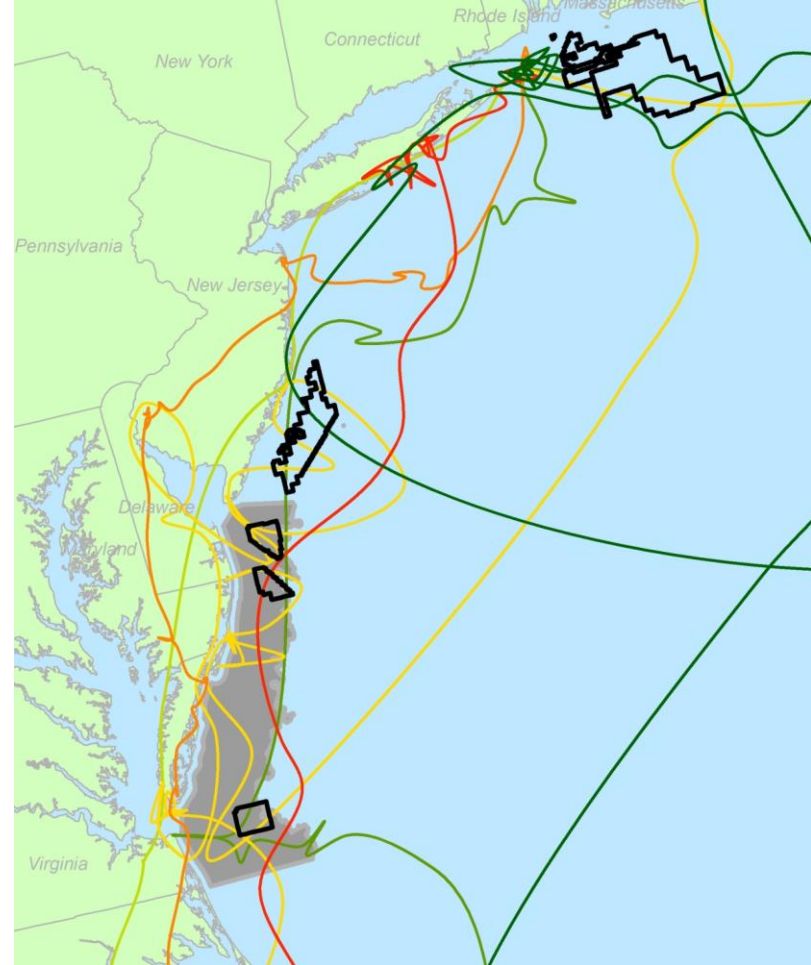 Massachusetts
Rhode Island
Connecticut
New York
Pennsylvania
New Jersey
Delaware
Maryland
Virginia